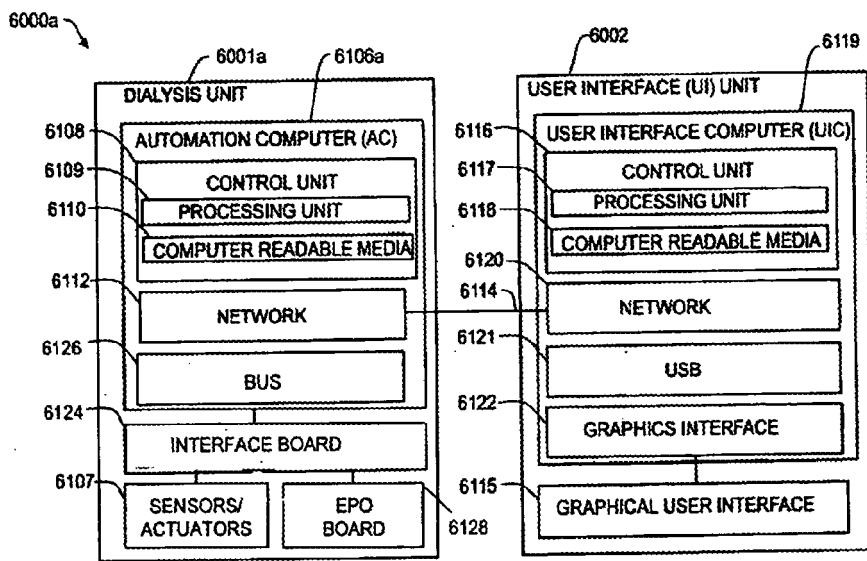 6000a
6001a
6106a
DIALYSIS UNIT
AUTOMATION COMPUTER (AC)
6108
CONTROL UNIT
6109
PROCESSING UNIT
6110
COMPUTER READABLE MEDIA
6112
NETWORK
6126
BUS
6124
INTERFACE BOARD
6107
SENSORS/
ACTUATORS
EPO
BOARD
6128
6114
6002
6119
USER INTERFACE (UI) UNIT
USER INTERFACE COMPUTER (UIC)
6116
CONTROL UNIT
6117
PROCESSING UNIT
6118
COMPUTER READABLE MEDIA
6120
NETWORK
6121
USB
6122
GRAPHICS INTERFACE
6115
GRAPHICAL USER INTERFACE